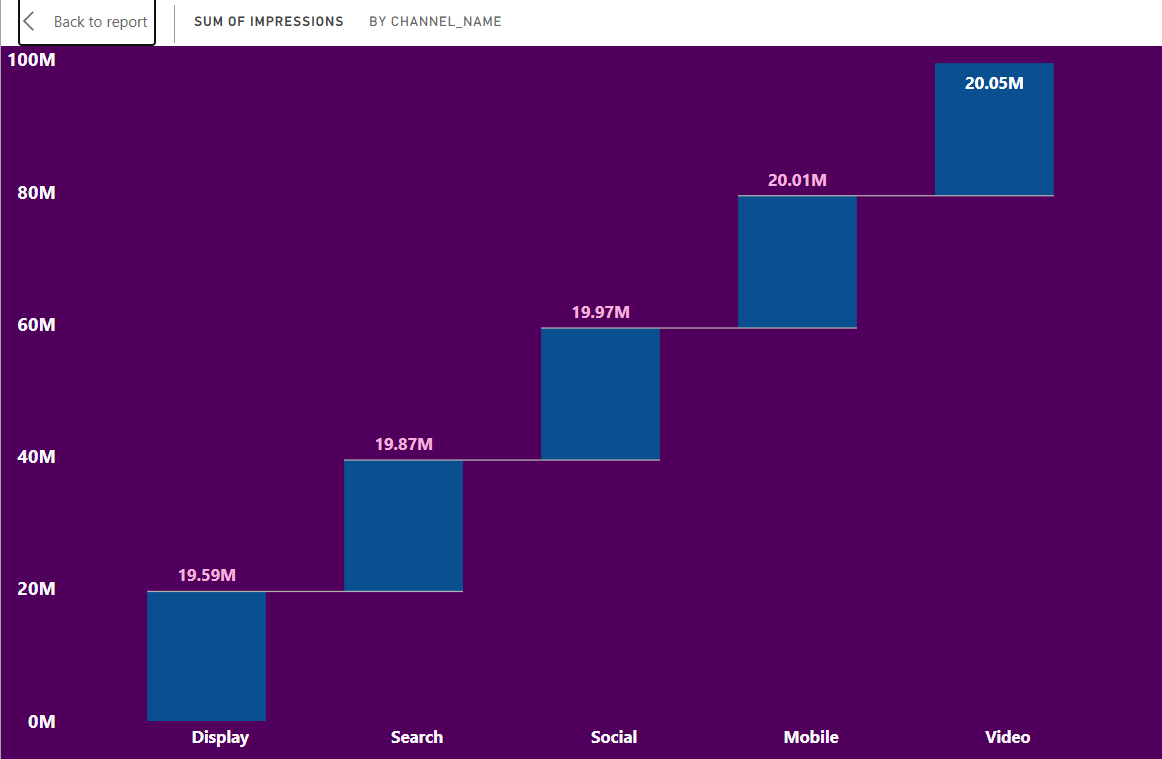 Back to report
SUM OF IMPRESSIONS BY CHANNEL_NAME
100M
20.05M
80M
20.01M
60M
19.97M
40M
19.87M
20M
19.59M
0M
Display Search Social Mobile Video